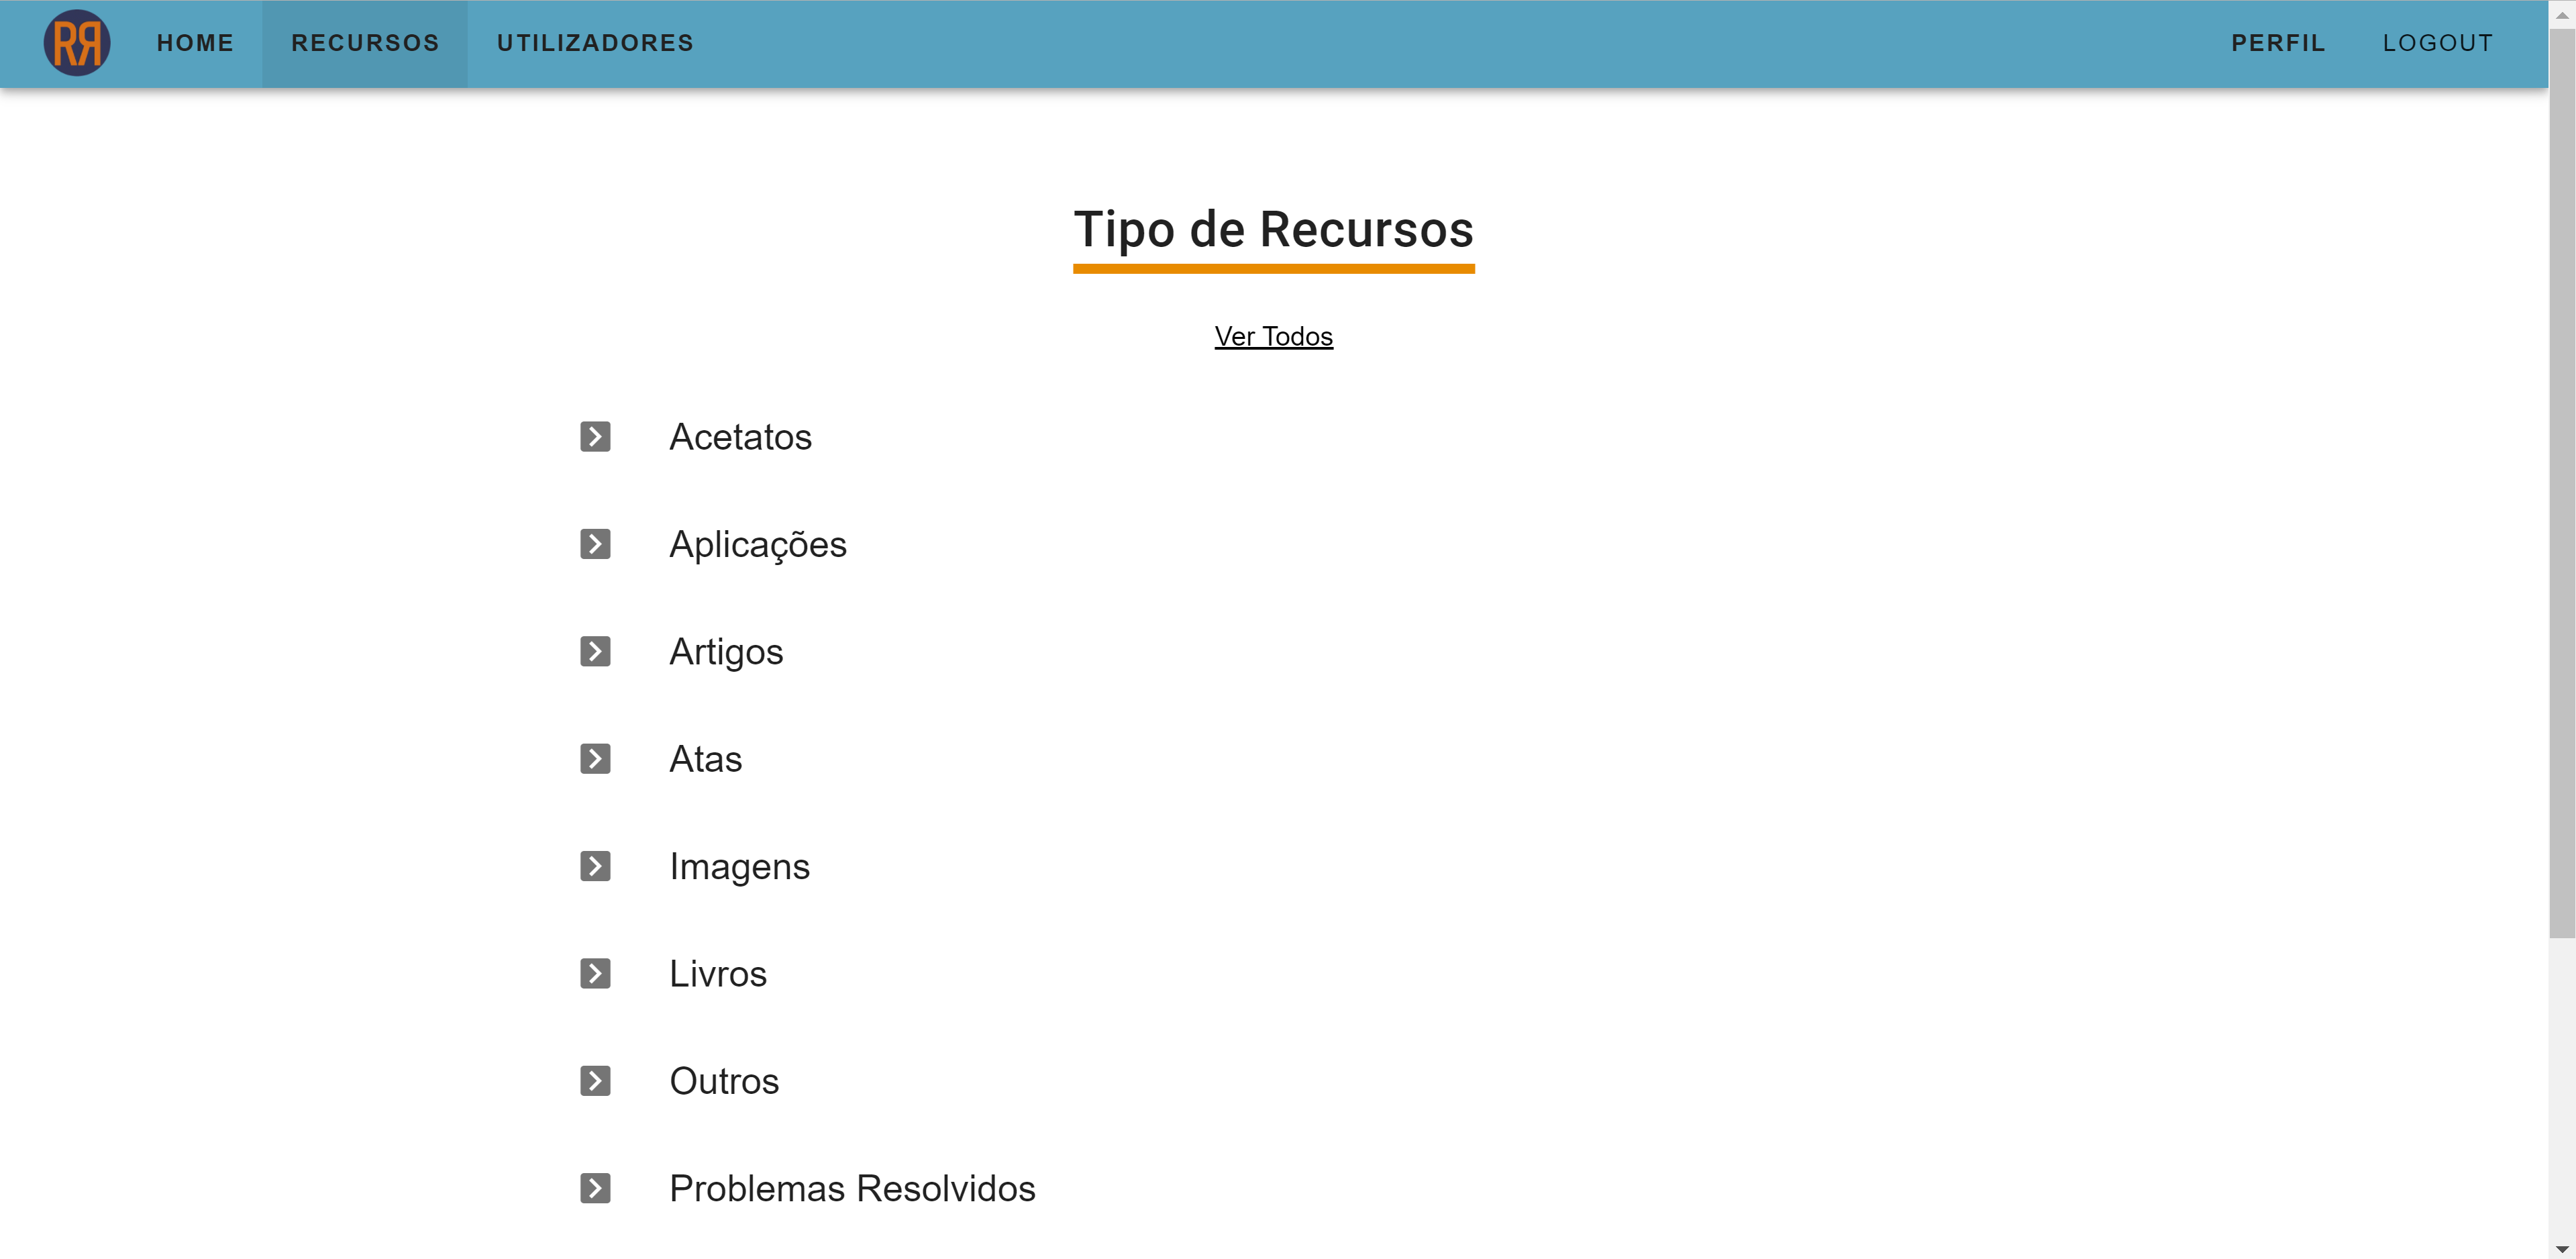 RR HOME RECURSOS UTILIZADORES PERFIL LOGOUT
Tipo de Recursos
Ver Todos
Acetatos
Aplicações
Artigos
Atas
Imagens
Livros
Outros
Problemas Resolvidos